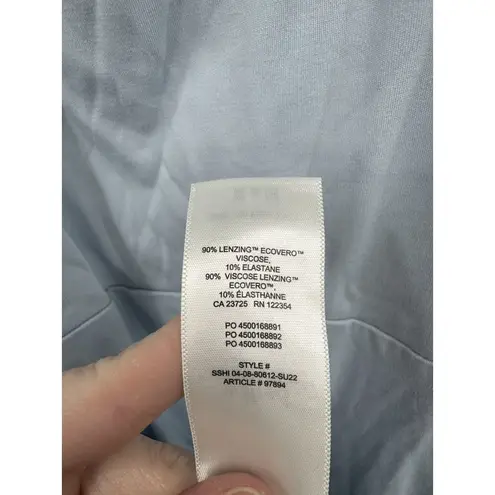 90% LENZING™ ECOVERO™
VISCOSE,
10% ELASTANE
90% VISCOSE LENZING™
ECOVERO™,
10% ÉLASTHANNE
CA 23725 RN 122354
PO 4500168891
PO 4500168892
PO 4500168893
STYLE #
SSHI 04-08-80612-SU22
ARTICLE # 97894